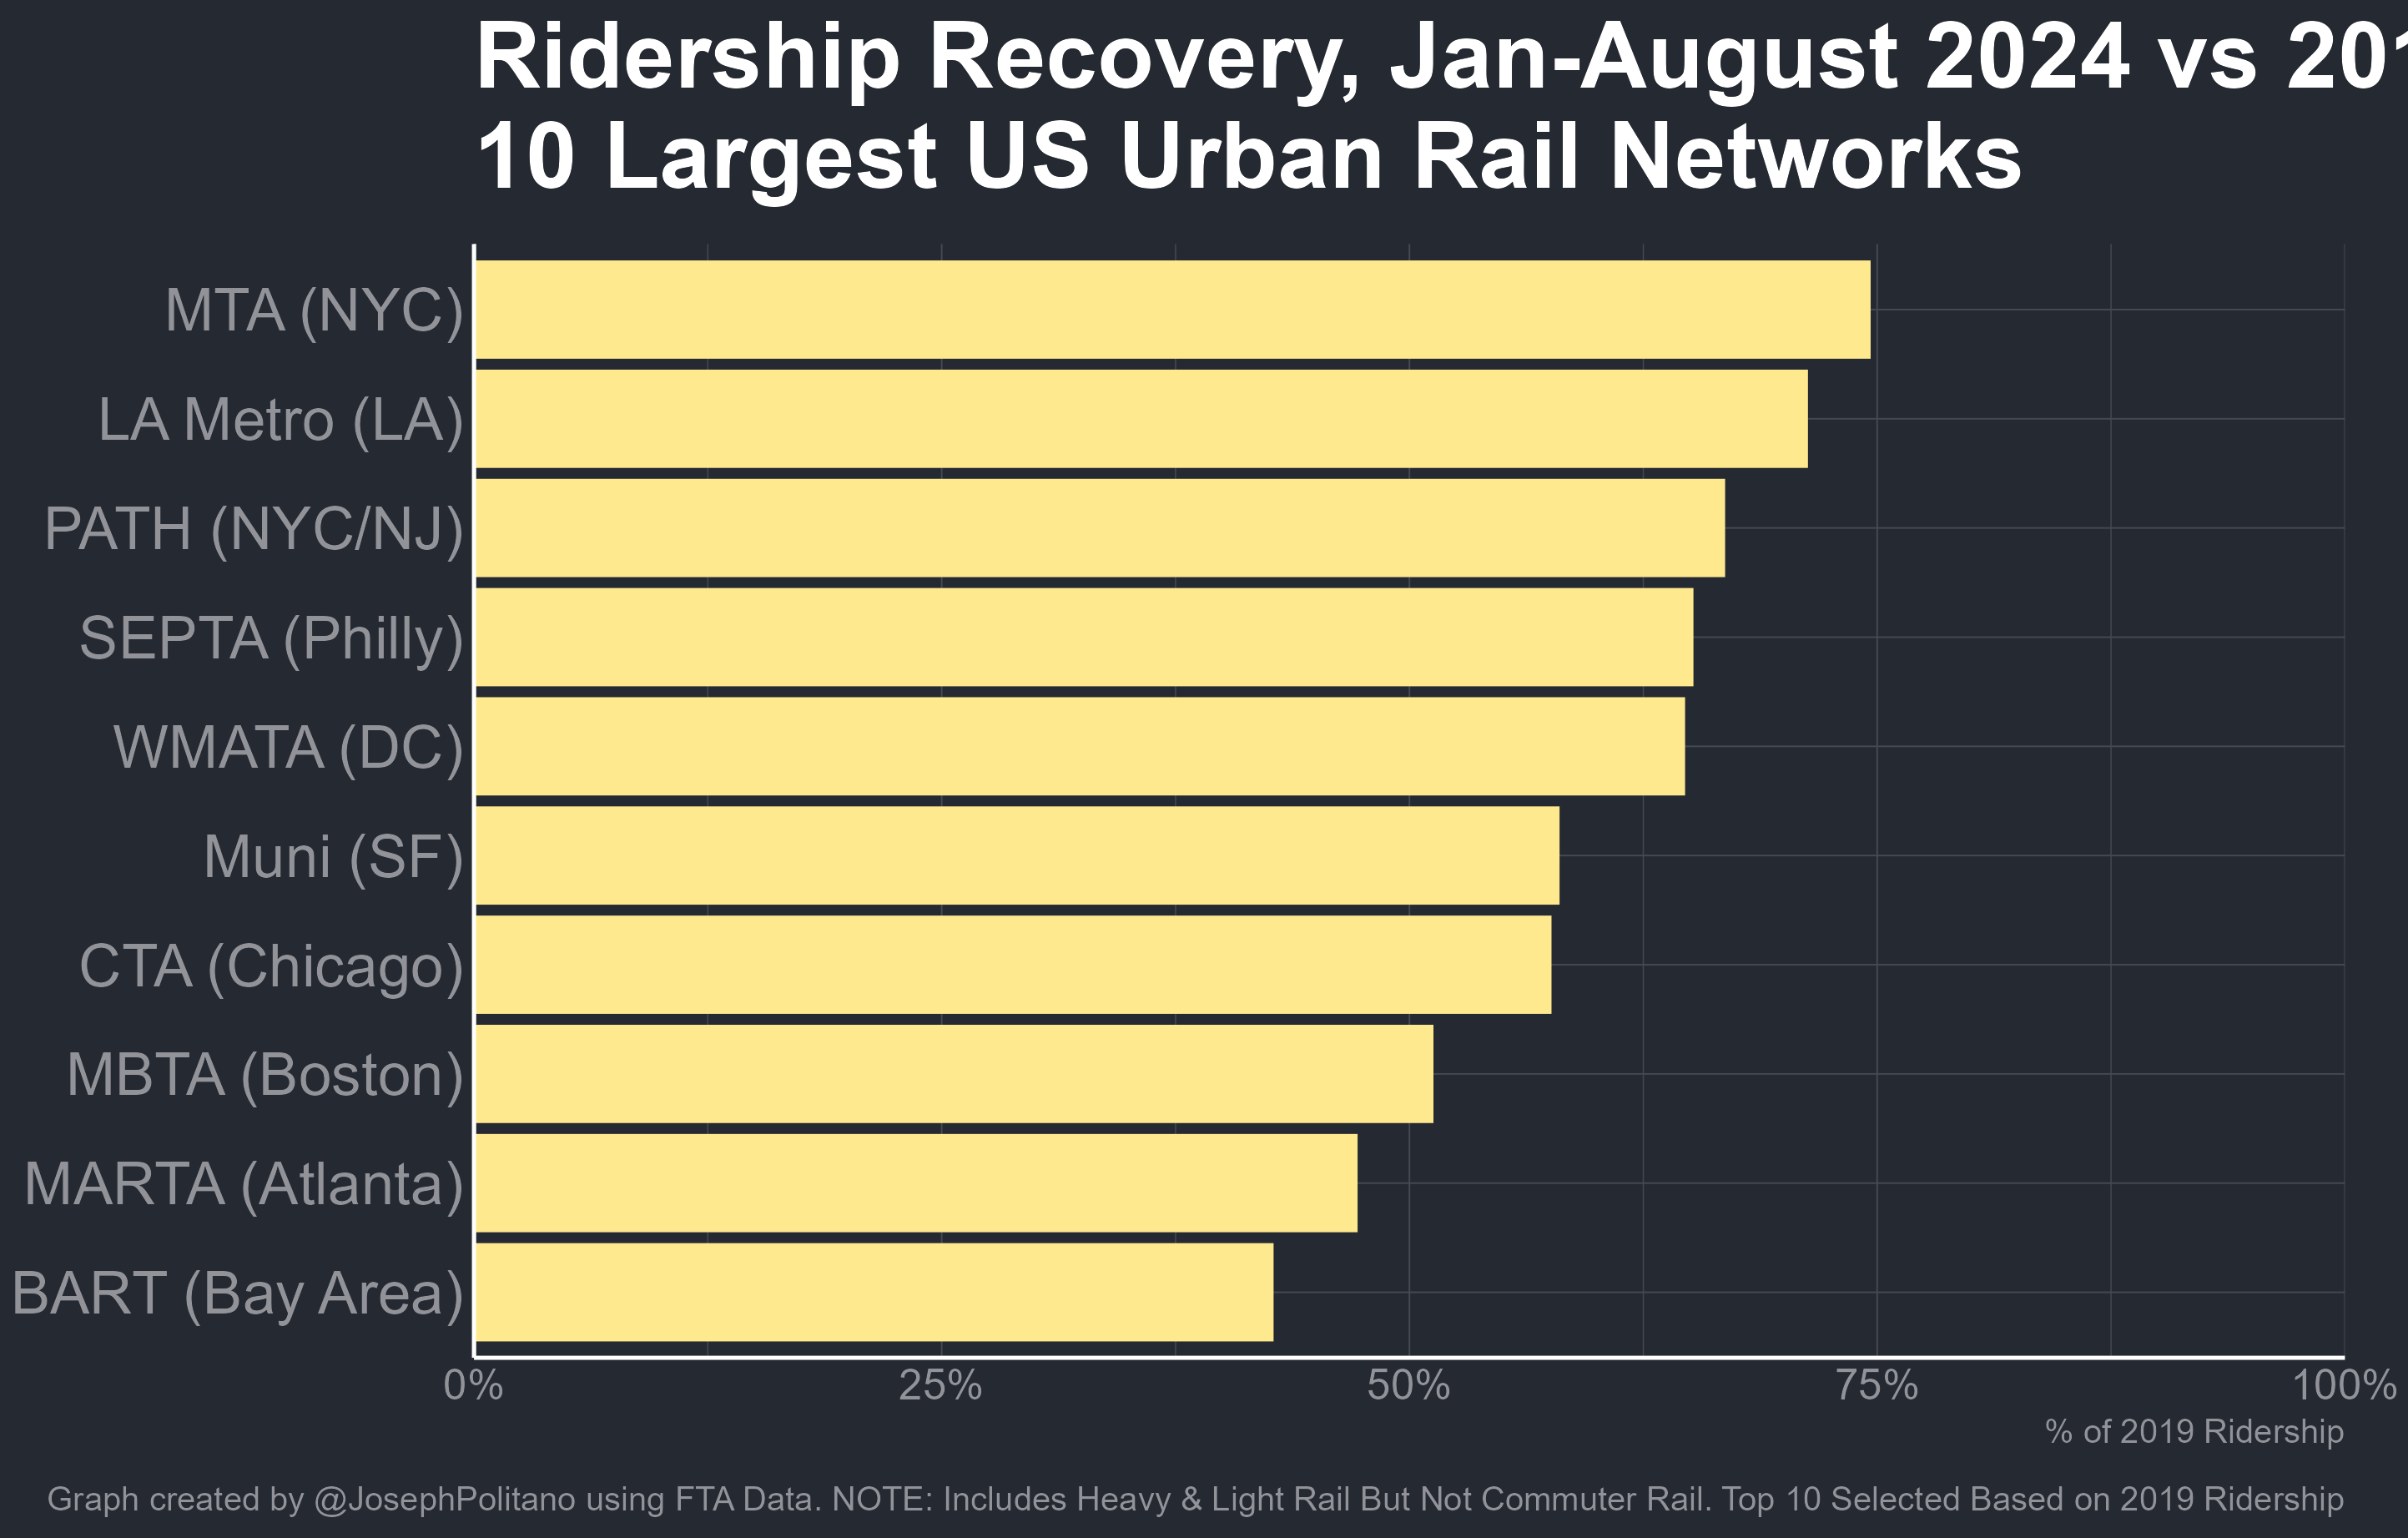 Ridership Recovery, Jan-August 2024 vs 201
10 Largest US Urban Rail Networks
MTA (NYC)
LA Metro (LA)
PATH (NYC/NJ)
SEPTA (Philly)
WMATA (DC)
Muni (SF)
CTA (Chicago)
MBTA (Boston)
MARTA (Atlanta)
BART (Bay Area)
0% 25% 50% 75% 100%
% of 2019 Ridership
Graph created by @JosephPolitano using FTA Data. NOTE: Includes Heavy & Light Rail But Not Commuter Rail. Top 10 Selected Based on 2019 Ridership